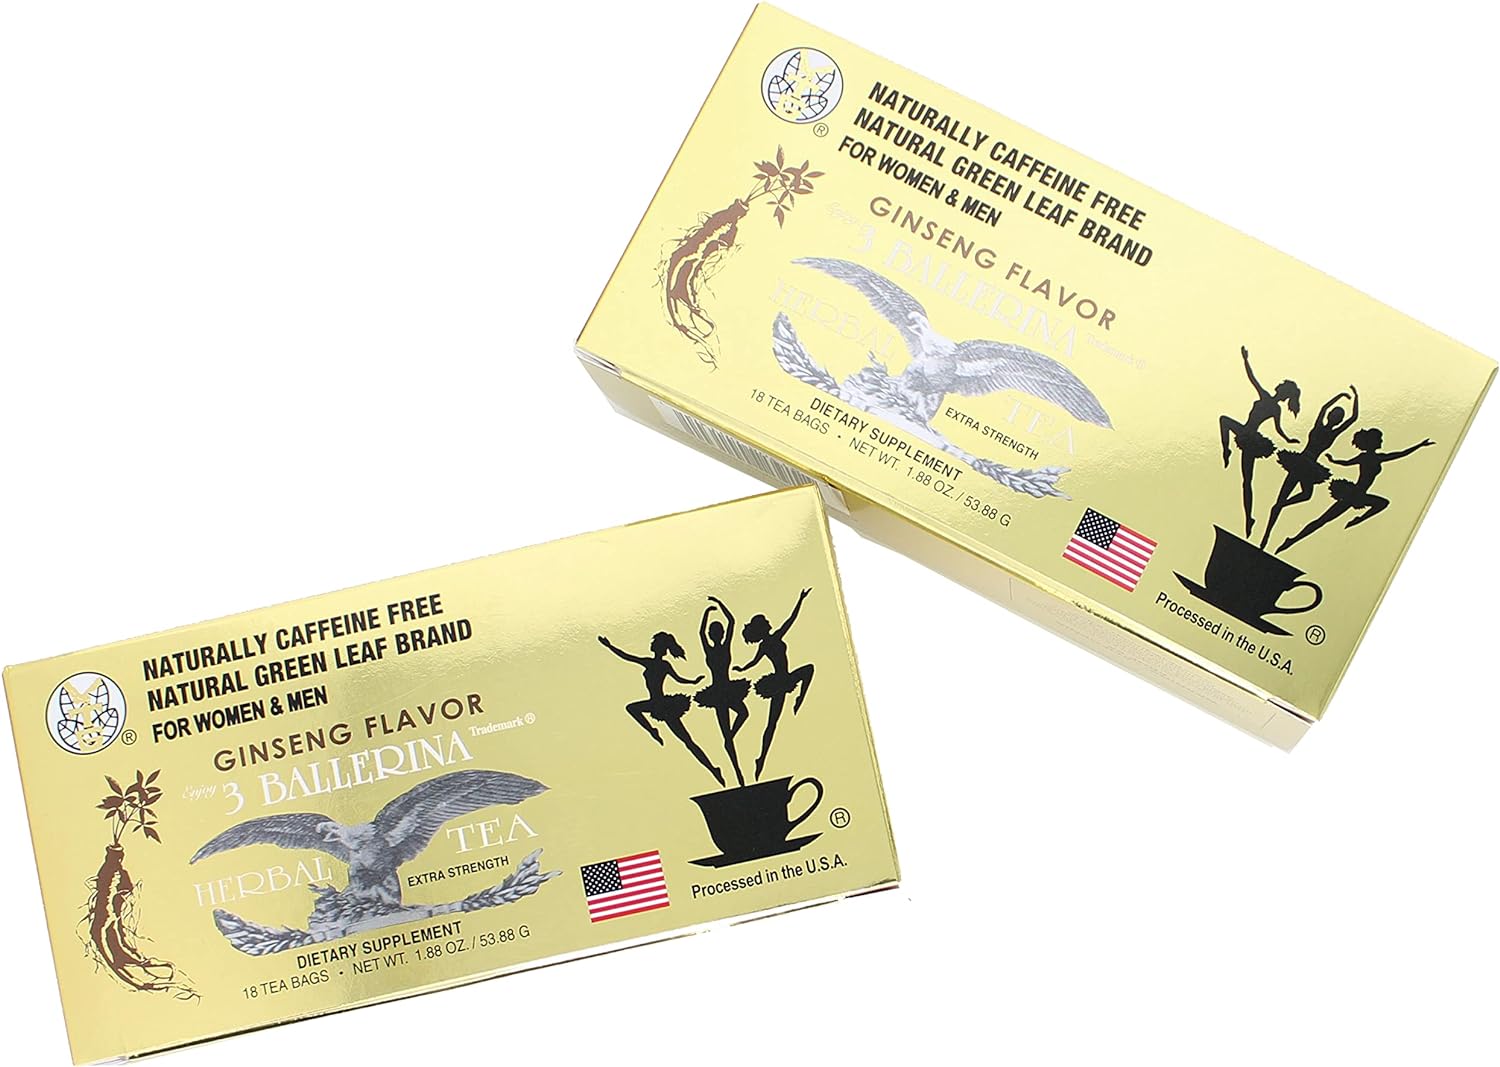 NATURALLY CAFFEINE FREE
NATURAL GREEN LEAF BRAND
FOR WOMEN & MEN
GINSENG FLAVOR
Enjoy
3 BALLERINA
Trademark ®
HERBAL TEA
EXTRA STRENGTH
DIETARY SUPPLEMENT
18 TEA BAGS • NET WT. 1.88 OZ. / 53.88 G
Processed in the U.S.A.
®
®
NATURALLY CAFFEINE FREE
NATURAL GREEN LEAF BRAND
FOR WOMEN & MEN
GINSENG FLAVOR
Enjoy
3 BALLERINA
Trademark ®
HERBAL TEA
EXTRA STRENGTH
DIETARY SUPPLEMENT
18 TEA BAGS • NET WT. 1.88 OZ. / 53.88 G
Processed in the U.S.A.
®
®